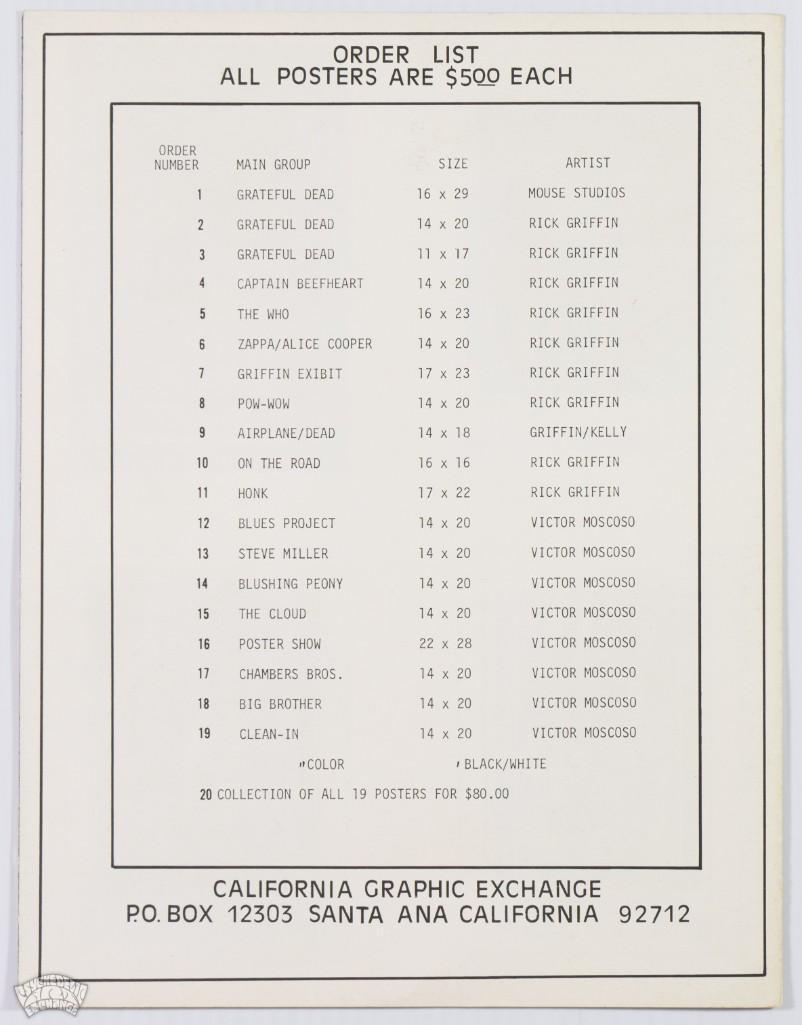 ORDER LIST
ALL POSTERS ARE $5.00 EACH
ORDER
NUMBER MAIN GROUP SIZE ARTIST
1 GRATEFUL DEAD 16 x 29 MOUSE STUDIOS
2 GRATEFUL DEAD 14 x 20 RICK GRIFFIN
3 GRATEFUL DEAD 11 x 17 RICK GRIFFIN
4 CAPTAIN BEEFHEART 14 x 20 RICK GRIFFIN
5 THE WHO 16 x 23 RICK GRIFFIN
6 ZAPPA/ALICE COOPER 14 x 20 RICK GRIFFIN
7 GRIFFIN EXIBIT 17 x 23 RICK GRIFFIN
8 POW-WOW 14 x 20 RICK GRIFFIN
9 AIRPLANE/DEAD 14 x 18 GRIFFIN/KELLY
10 ON THE ROAD 16 x 16 RICK GRIFFIN
11 HONK 17 x 22 RICK GRIFFIN
12 BLUES PROJECT 14 x 20 VICTOR MOSCOSO
13 STEVE MILLER 14 x 20 VICTOR MOSCOSO
14 BLUSHING PEONY 14 x 20 VICTOR MOSCOSO
15 THE CLOUD 14 x 20 VICTOR MOSCOSO
16 POSTER SHOW 22 x 28 VICTOR MOSCOSO
17 CHAMBERS BROS. 14 x 20 VICTOR MOSCOSO
18 BIG BROTHER 14 x 20 VICTOR MOSCOSO
19 CLEAN-IN 14 x 20 VICTOR MOSCOSO
"COLOR ' BLACK/WHITE
20 COLLECTION OF ALL 19 POSTERS FOR $80.00
CALIFORNIA GRAPHIC EXCHANGE
P.O. BOX 12303 SANTA ANA CALIFORNIA 92712
PSYCHEDELIC
ART
EXCHANGE